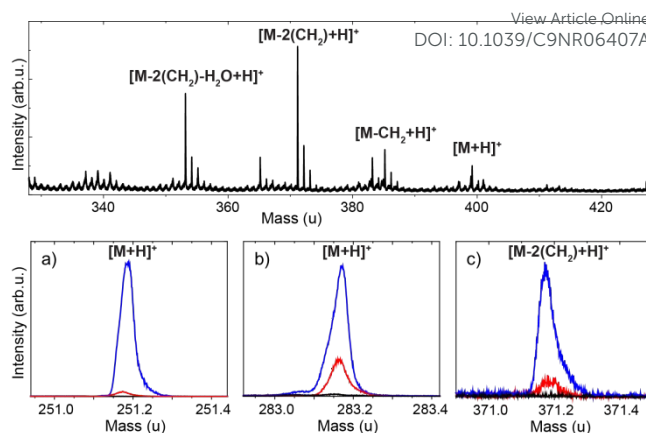 View Article Online
DOI: 10.1039/C9NR06407A
Intensity (arb.u.)
[M-2(CH₂)+H]⁺
[M-2(CH₂)-H₂O+H]⁺
[M-CH₂+H]⁺
[M+H]⁺
340 360 380 400 420
Mass (u)
Intensity (arb.u.)
a) [M+H]⁺
251.0 251.2 251.4
Mass (u)
b) [M+H]⁺
283.0 283.2 283.4
Mass (u)
c) [M-2(CH₂)+H]⁺
371.0 371.2 371.4
Mass (u)